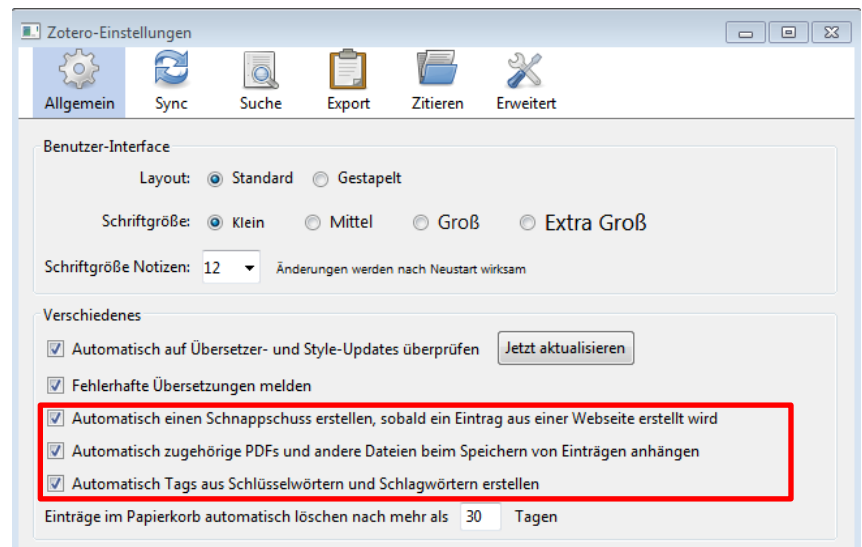 Zotero-Einstellungen
Allgemein Sync Suche Export Zitieren Erweitert
Benutzer-Interface
Layout: Standard Gestapelt
Schriftgröße: Klein Mittel Groß Extra Groß
Schriftgröße Notizen: 12 Änderungen werden nach Neustart wirksam
Verschiedenes
Automatisch auf Übersetzer- und Style-Updates überprüfen Jetzt aktualisieren
Fehlerhafte Übersetzungen melden
Automatisch einen Schnappschuss erstellen, sobald ein Eintrag aus einer Webseite erstellt wird
Automatisch zugehörige PDFs und andere Dateien beim Speichern von Einträgen anhängen
Automatisch Tags aus Schlüsselwörtern und Schlagwörtern erstellen
Einträge im Papierkorb automatisch löschen nach mehr als 30 Tagen